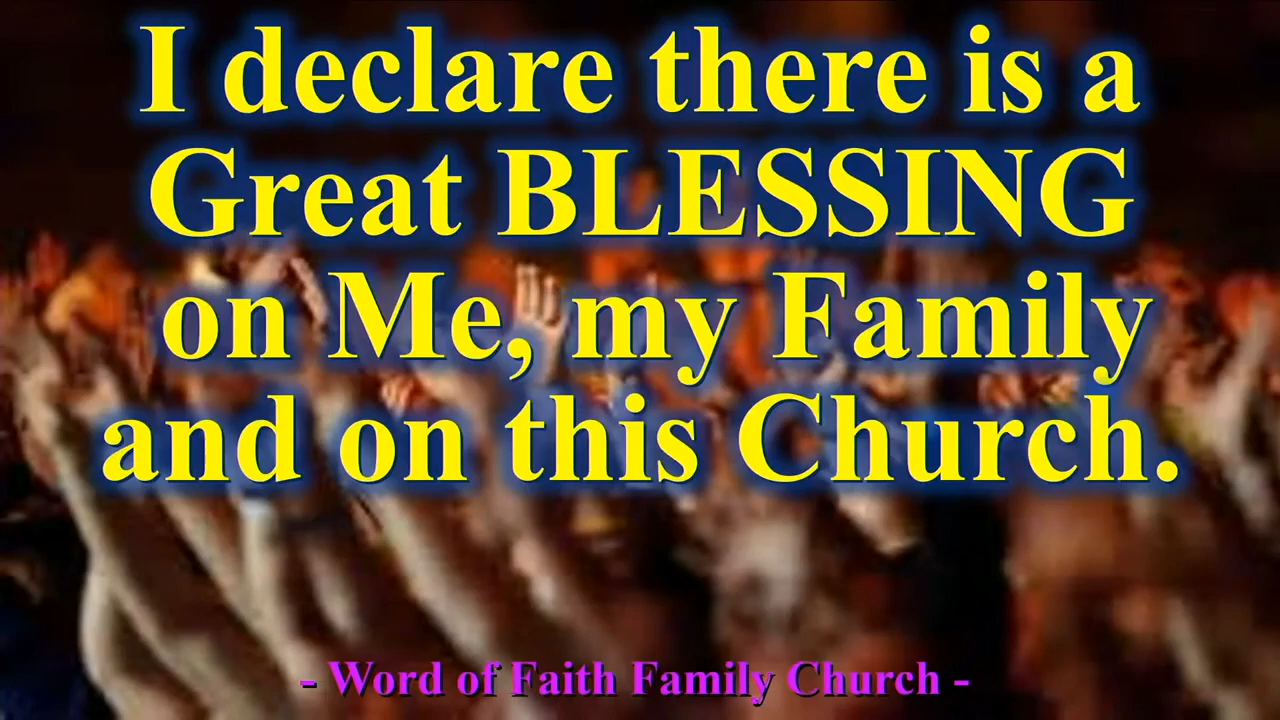 I declare there is a
Great BLESSING
on Me, my Family
and on this Church.
- Word of Faith Family Church -